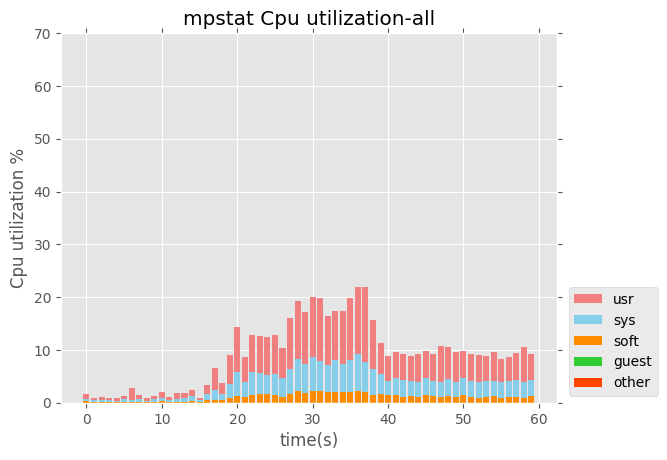 mpstat Cpu utilization-all
Cpu utilization %
70
60
50
40
30
20
10
0
0 10 20 30 40 50 60
time(s)
usr
sys
soft
guest
other